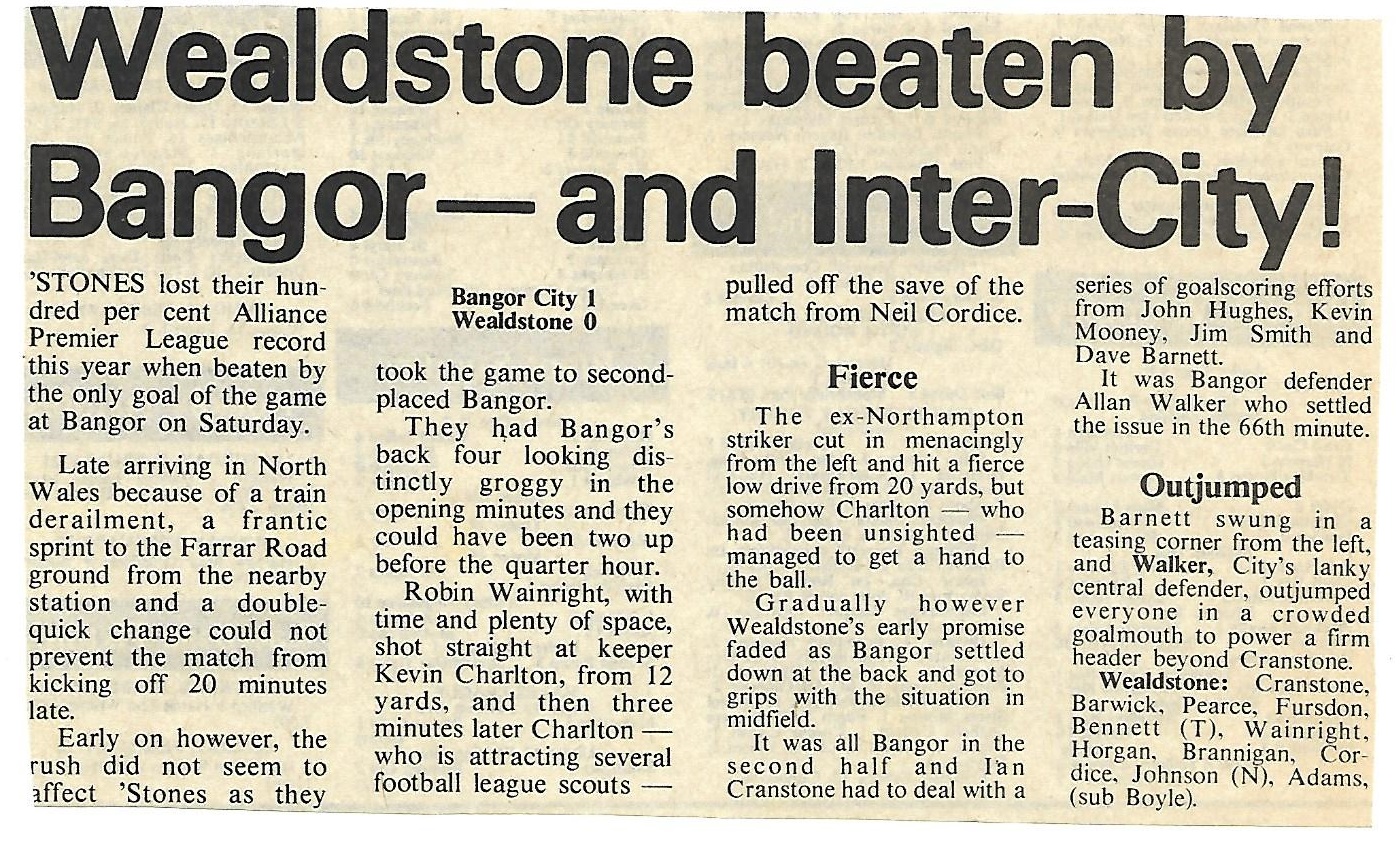 Wealdstone beaten by
Bangor — and Inter-City!
'STONES lost their hun-
dred per cent Alliance
Premier League record
this year when beaten by
the only goal of the game
at Bangor on Saturday.
Late arriving in North
Wales because of a train
derailment, a frantic
sprint to the Farrar Road
ground from the nearby
station and a double-
quick change could not
prevent the match from
kicking off 20 minutes
late.
Early on however, the
rush did not seem to
affect 'Stones as they
Bangor City 1
Wealdstone 0
took the game to second-
placed Bangor.
They had Bangor's
back four looking dis-
tinctly groggy in the
opening minutes and they
could have been two up
before the quarter hour.
Robin Wainright, with
time and plenty of space,
shot straight at keeper
Kevin Charlton, from 12
yards, and then three
minutes later Charlton —
who is attracting several
football league scouts —
pulled off the save of the
match from Neil Cordice.
Fierce
The ex-Northampton
striker cut in menacingly
from the left and hit a fierce
low drive from 20 yards, but
somehow Charlton — who
had been unsighted —
managed to get a hand to
the ball.
Gradually however
Wealdstone's early promise
faded as Bangor settled
down at the back and got to
grips with the situation in
midfield.
It was all Bangor in the
second half and Ian
Cranstone had to deal with a
series of goalscoring efforts
from John Hughes, Kevin
Mooney, Jim Smith and
Dave Barnett.
It was Bangor defender
Allan Walker who settled
the issue in the 66th minute.
Outjumped
Barnett swung in a
teasing corner from the left,
and Walker, City's lanky
central defender, outjumped
everyone in a crowded
goalmouth to power a firm
header beyond Cranstone.
Wealdstone: Cranstone,
Barwick, Pearce, Fursdon,
Bennett (T), Wainright,
Horgan, Brannigan, Cor-
dice, Johnson (N), Adams,
(sub Boyle).